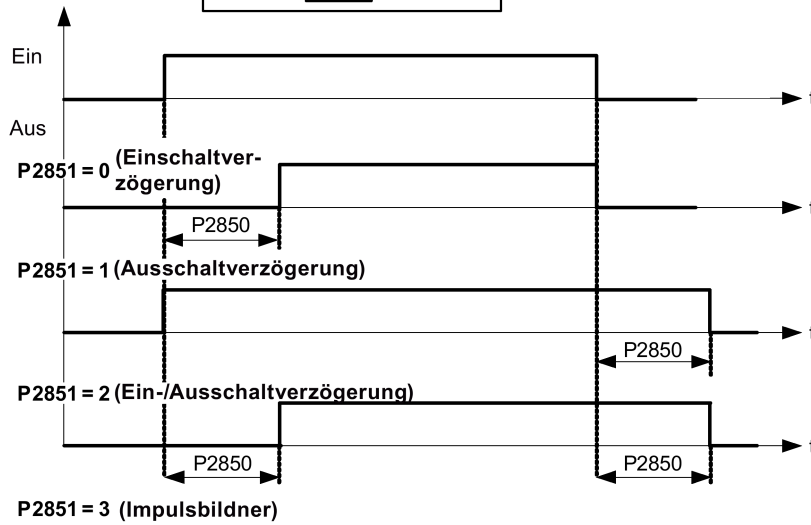 Ein
Aus
P2851 = 0 (Einschaltver-
zögerung)
P2850
P2851 = 1 (Ausschaltverzögerung)
P2850
P2851 = 2 (Ein-/Ausschaltverzögerung)
P2850 P2850
P2851 = 3 (Impulsbildner)